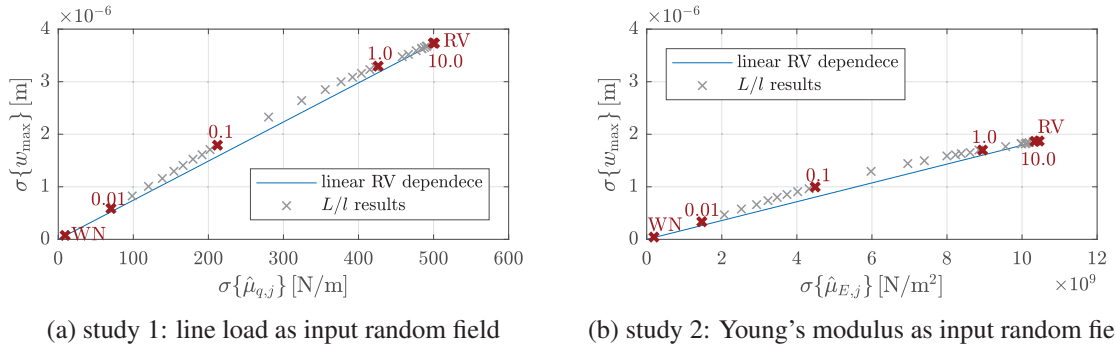 ×10⁻⁶
4
3
2
1
0
σ{w_max} [m]
WN
0.01
0.1
1.0
RV
10.0
linear RV dependece
L/l results
0 100 200 300 400 500 600
σ{μ̂_q,j} [N/m]
(a) study 1: line load as input random field
×10⁻⁶
4
3
2
1
0
σ{w_max} [m]
linear RV dependece
L/l results
WN
0.01
0.1
1.0
RV
10.0
0 2 4 6 8 10 12
σ{μ̂_E,j} [N/m²]
×10⁹
(b) study 2: Young's modulus as input random fie